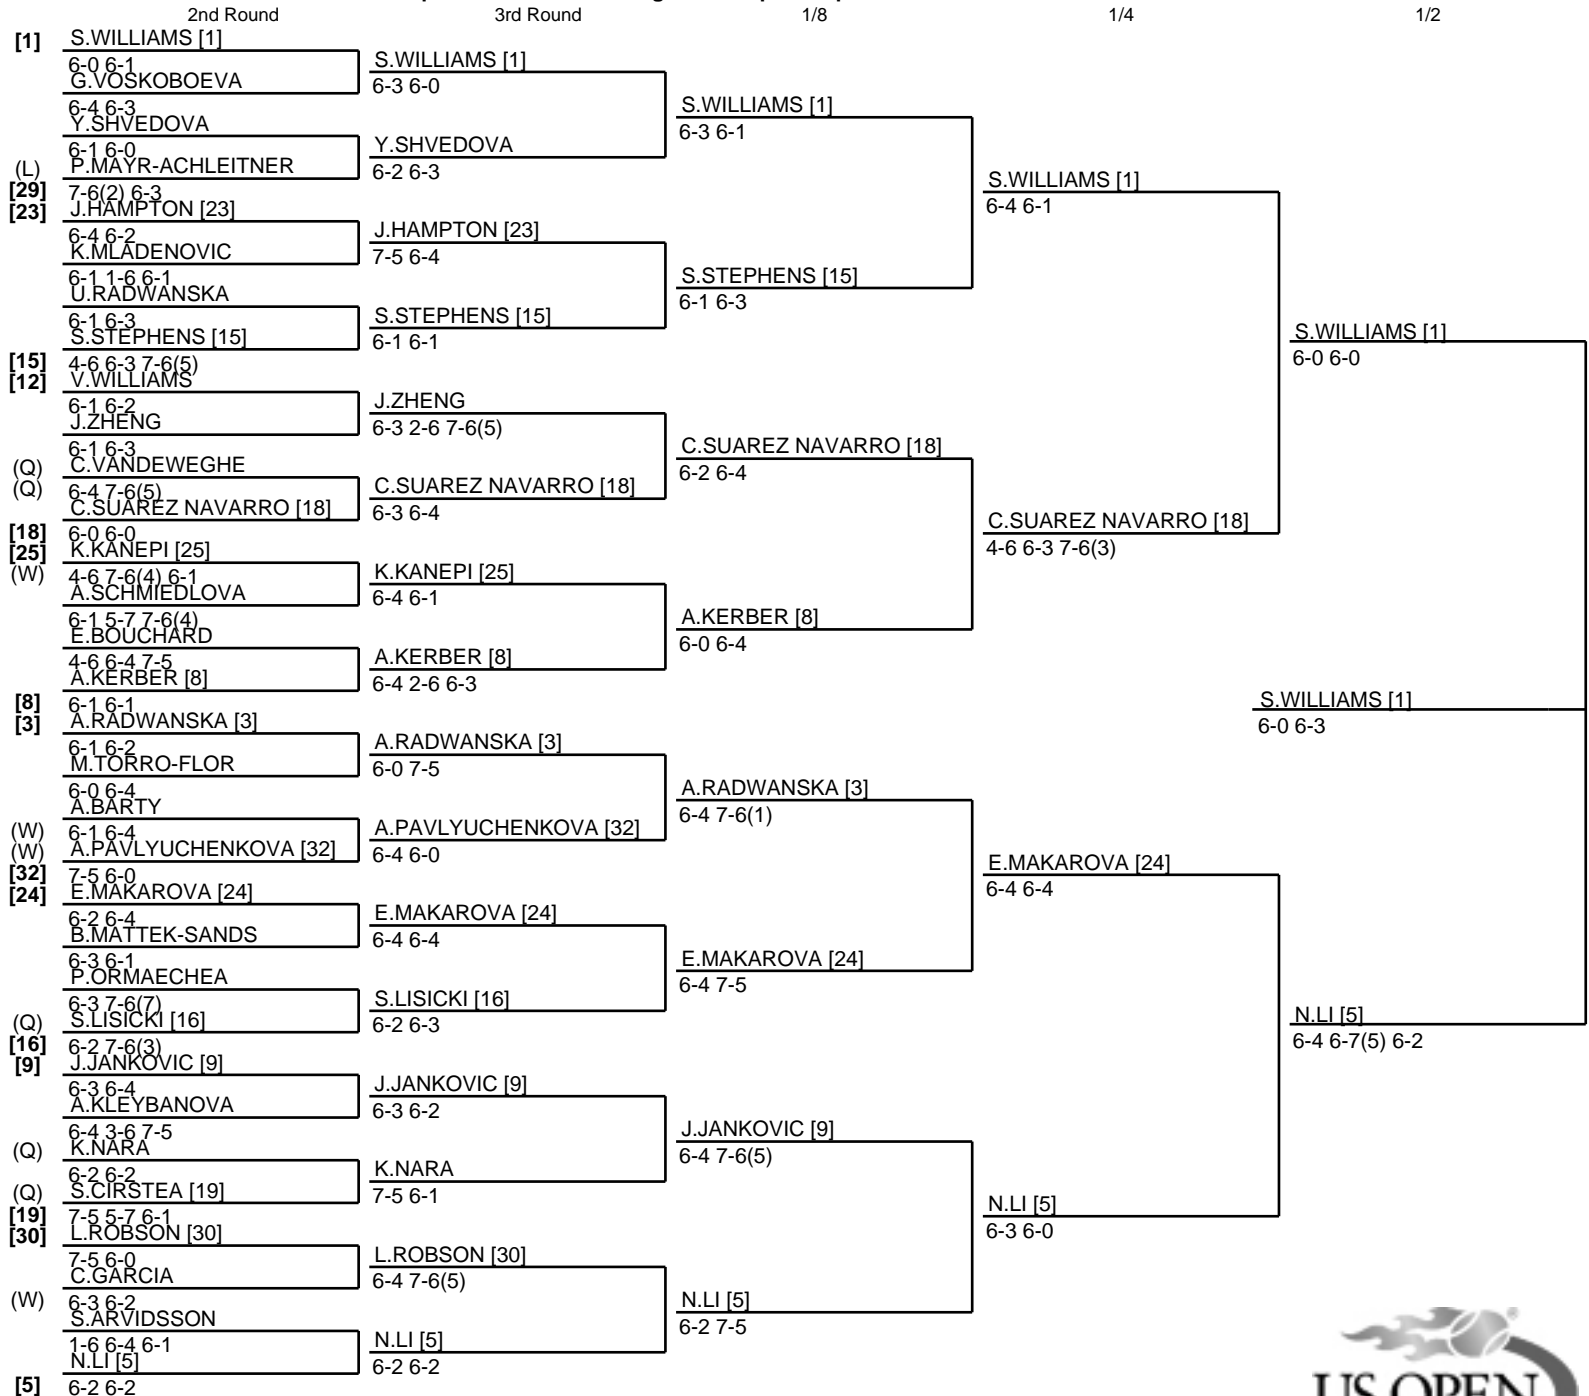 2nd Round
3rd Round
1/8
1/4
1/2
[1]
S.WILLIAMS [1]
6-0 6-1
G.VOSKOBOEVA
6-4 6-3
Y.SHVEDOVA
6-1 6-0
(L)
P.MAYR-ACHLEITNER
[29]
7-6(2) 6-3
[23]
J.HAMPTON [23]
6-4 6-2
K.MLADENOVIC
6-1 1-6 6-1
U.RADWANSKA
6-1 6-3
S.STEPHENS [15]
[15]
4-6 6-3 7-6(5)
[12]
V.WILLIAMS
6-1 6-2
J.ZHENG
6-1 6-3
(Q)
C.VANDEWEGHE
(Q)
6-4 7-6(5)
C.SUAREZ NAVARRO [18]
[18]
6-0 6-0
[25]
K.KANEPI [25]
(W)
4-6 7-6(4) 6-1
A.SCHMIEDLOVA
6-1 5-7 7-6(4)
E.BOUCHARD
4-6 6-4 7-5
A.KERBER [8]
[8]
6-1 6-1
[3]
A.RADWANSKA [3]
6-1 6-2
M.TORRO-FLOR
6-0 6-4
A.BARTY
(W)
6-1 6-4
(W)
A.PAVLYUCHENKOVA [32]
[32]
7-5 6-0
[24]
E.MAKAROVA [24]
6-2 6-4
B.MATTEK-SANDS
6-3 6-1
P.ORMAECHEA
6-3 7-6(7)
(Q)
S.LISICKI [16]
[16]
6-2 7-6(3)
[9]
J.JANKOVIC [9]
6-3 6-4
A.KLEYBANOVA
6-4 3-6 7-5
(Q)
K.NARA
6-2 6-2
(Q)
S.CIRSTEA [19]
[19]
7-5 5-7 6-1
[30]
L.ROBSON [30]
7-5 6-0
C.GARCIA
(W)
6-3 6-2
S.ARVIDSSON
1-6 6-4 6-1
N.LI [5]
[5]
6-2 6-2
S.WILLIAMS [1]
6-3 6-0
Y.SHVEDOVA
6-2 6-3
J.HAMPTON [23]
7-5 6-4
S.STEPHENS [15]
6-1 6-1
J.ZHENG
6-3 2-6 7-6(5)
C.SUAREZ NAVARRO [18]
6-3 6-4
K.KANEPI [25]
6-4 6-1
A.KERBER [8]
6-4 2-6 6-3
A.RADWANSKA [3]
6-0 7-5
A.PAVLYUCHENKOVA [32]
6-4 6-0
E.MAKAROVA [24]
6-4 6-4
S.LISICKI [16]
6-2 6-3
J.JANKOVIC [9]
6-3 6-2
K.NARA
7-5 6-1
L.ROBSON [30]
6-4 7-6(5)
N.LI [5]
6-2 6-2
S.WILLIAMS [1]
6-3 6-1
S.STEPHENS [15]
6-1 6-3
C.SUAREZ NAVARRO [18]
6-2 6-4
A.KERBER [8]
6-0 6-4
A.RADWANSKA [3]
6-4 7-6(1)
E.MAKAROVA [24]
6-4 7-5
J.JANKOVIC [9]
6-4 7-6(5)
N.LI [5]
6-2 7-5
S.WILLIAMS [1]
6-4 6-1
C.SUAREZ NAVARRO [18]
4-6 6-3 7-6(3)
E.MAKAROVA [24]
6-4 6-4
N.LI [5]
6-3 6-0
S.WILLIAMS [1]
6-0 6-0
S.WILLIAMS [1]
6-0 6-3
N.LI [5]
6-4 6-7(5) 6-2
US OPEN